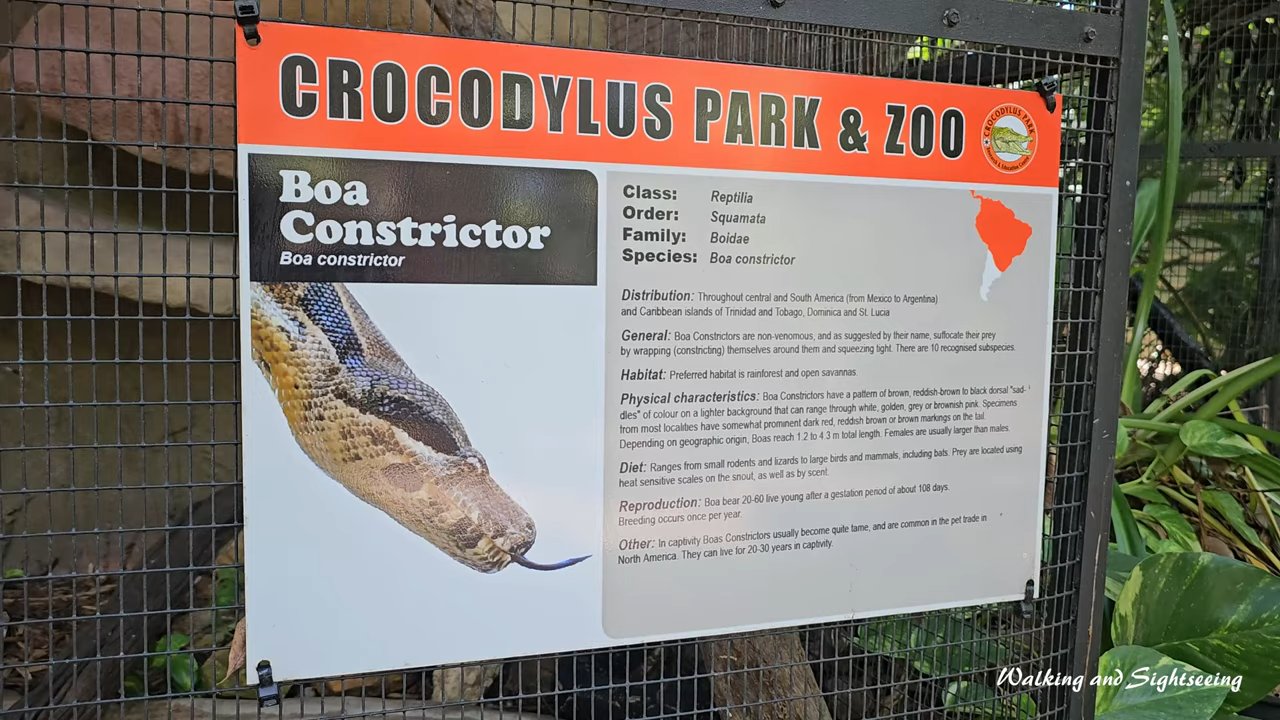 CROCODYLUS PARK & ZOO
CROCODYLUS PARK
Boa
Constrictor
Boa constrictor
Class: Reptilia
Order: Squamata
Family: Boidae
Species: Boa constrictor
Distribution: Throughout central and South America (from Mexico to Argentina)
and Caribbean islands of Trinidad and Tobago, Dominica and St. Lucia
General: Boa Constrictors are non-venomous, and as suggested by their name, suffocate their prey
by wrapping (constricting) themselves around them and squeezing tight. There are 10 recognised subspecies.
Habitat: Preferred habitat is rainforest and open savannas.
Physical characteristics: Boa Constrictors have a pattern of brown, reddish-brown to black dorsal "sad-
dles" of colour on a lighter background that can range through white, golden, grey or brownish pink. Specimens
from most localities have somewhat prominent dark red, reddish brown or brown markings on the tail.
Depending on geographic origin, Boas reach 1.2 to 4.3 m total length. Females are usually larger than males.
Diet: Ranges from small rodents and lizards to large birds and mammals, including bats. Prey are located using
heat sensitive scales on the snout, as well as by scent.
Reproduction: Boa bear 20-60 live young after a gestation period of about 108 days.
Breeding occurs once per year.
Other: In captivity Boas Constrictors usually become quite tame, and are common in the pet trade in
North America. They can live for 20-30 years in captivity.
Walking and Sightseeing